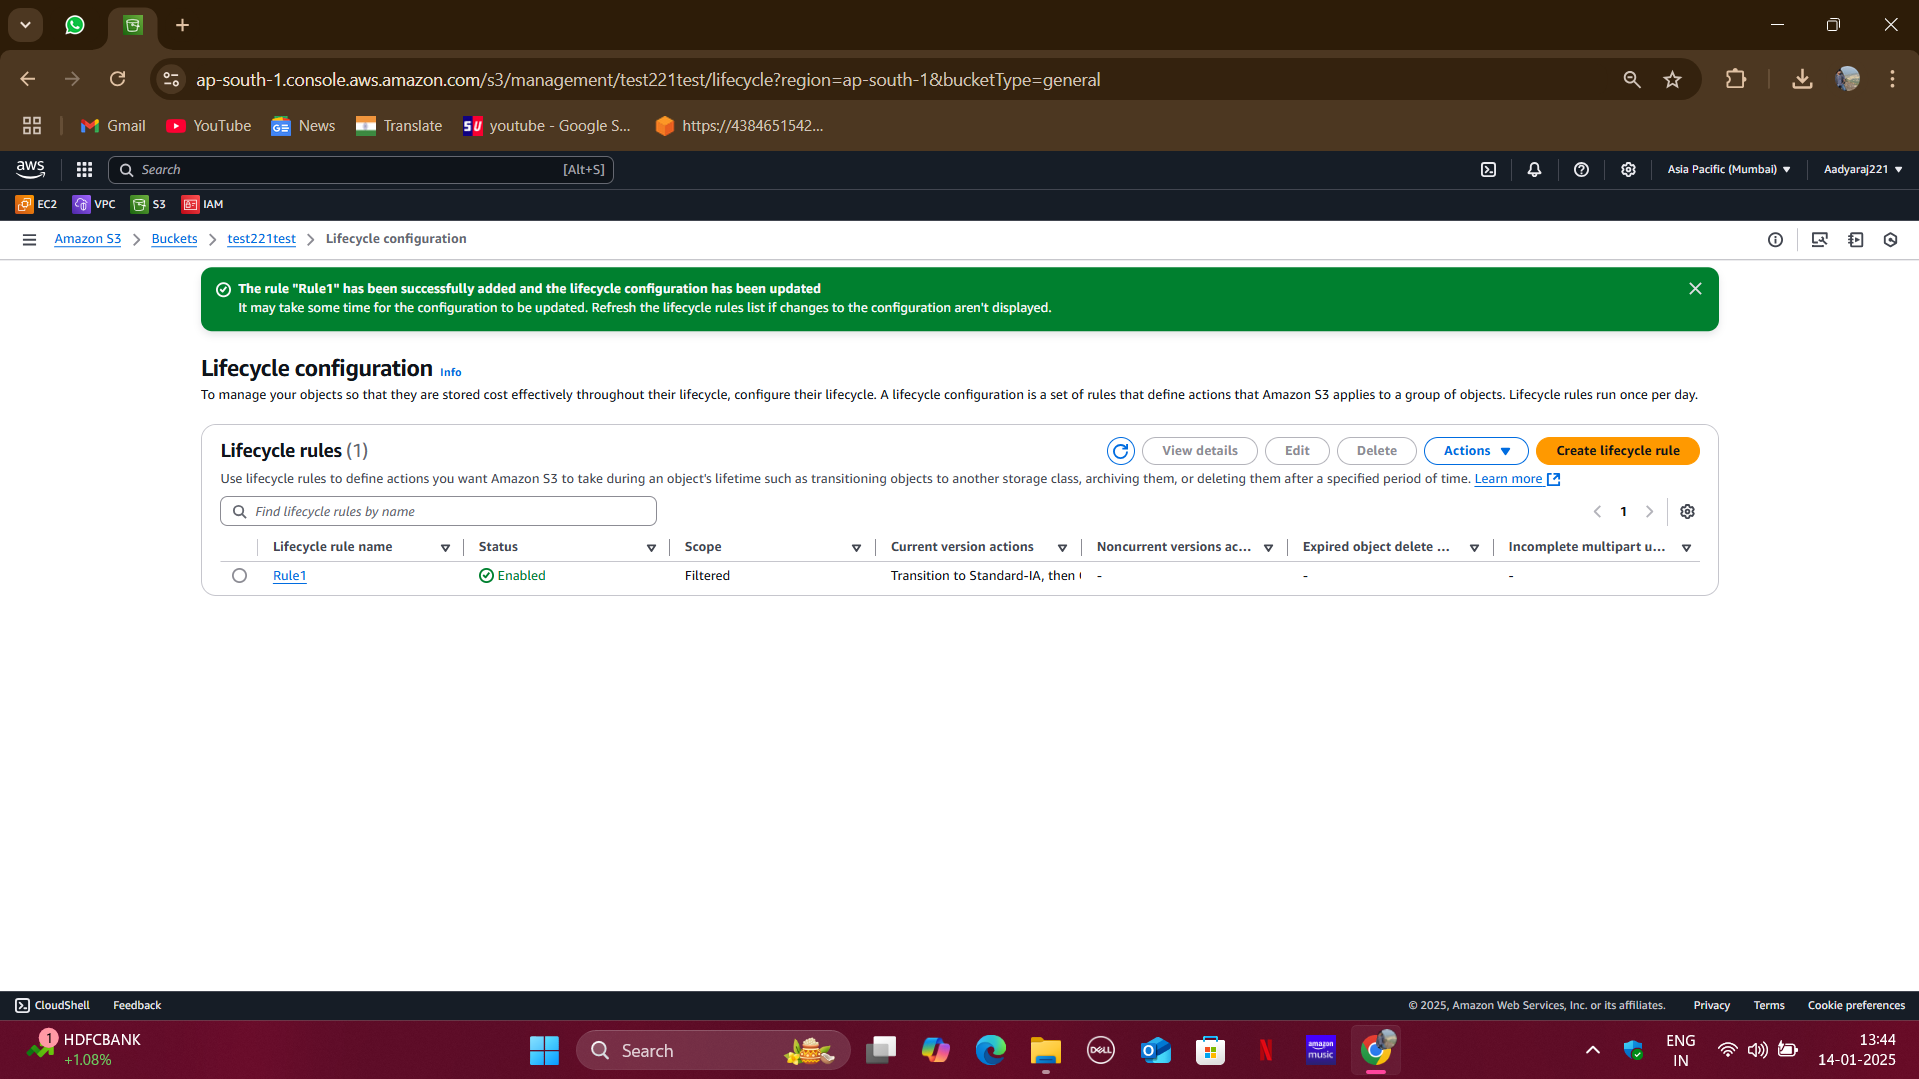 ap-south-1.console.aws.amazon.com/s3/management/test221test/lifecycle?region=ap-south-1&bucketType=general
Gmail YouTube News Translate SU youtube - Google S... https://4384651542...
aws Search [Alt+S] Asia Pacific (Mumbai) Aadyaraj221
EC2 VPC S3 IAM
Amazon S3 Buckets test221test Lifecycle configuration
The rule "Rule1" has been successfully added and the lifecycle configuration has been updated
It may take some time for the configuration to be updated. Refresh the lifecycle rules list if changes to the configuration aren't displayed.
Lifecycle configuration Info
To manage your objects so that they are stored cost effectively throughout their lifecycle, configure their lifecycle. A lifecycle configuration is a set of rules that define actions that Amazon S3 applies to a group of objects. Lifecycle rules run once per day.
Lifecycle rules (1) View details Edit Delete Actions Create lifecycle rule
Use lifecycle rules to define actions you want Amazon S3 to take during an object's lifetime such as transitioning objects to another storage class, archiving them, or deleting them after a specified period of time. Learn more
Find lifecycle rules by name 1
Lifecycle rule name Status Scope Current version actions Noncurrent versions ac... Expired object delete ... Incomplete multipart u...
Rule1 Enabled Filtered Transition to Standard-IA, then - - -
CloudShell Feedback © 2025, Amazon Web Services, Inc. or its affiliates. Privacy Terms Cookie preferences
1 HDFCBANK
+1.08%
Search
DELL
amazon
music
ENG
IN
13:44
14-01-2025